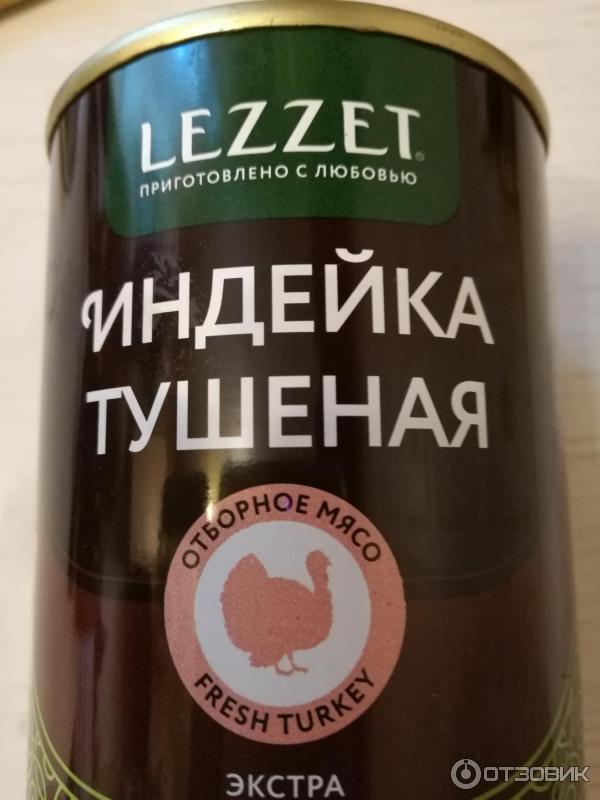 LEZZET
ПРИГОТОВЛЕНО С ЛЮБОВЬЮ
ИНДЕЙКА
ТУШЕНАЯ
ОТБОРНОЕ МЯСО
FRESH TURKEY
ЭКСТРА
ОТЗОВИК